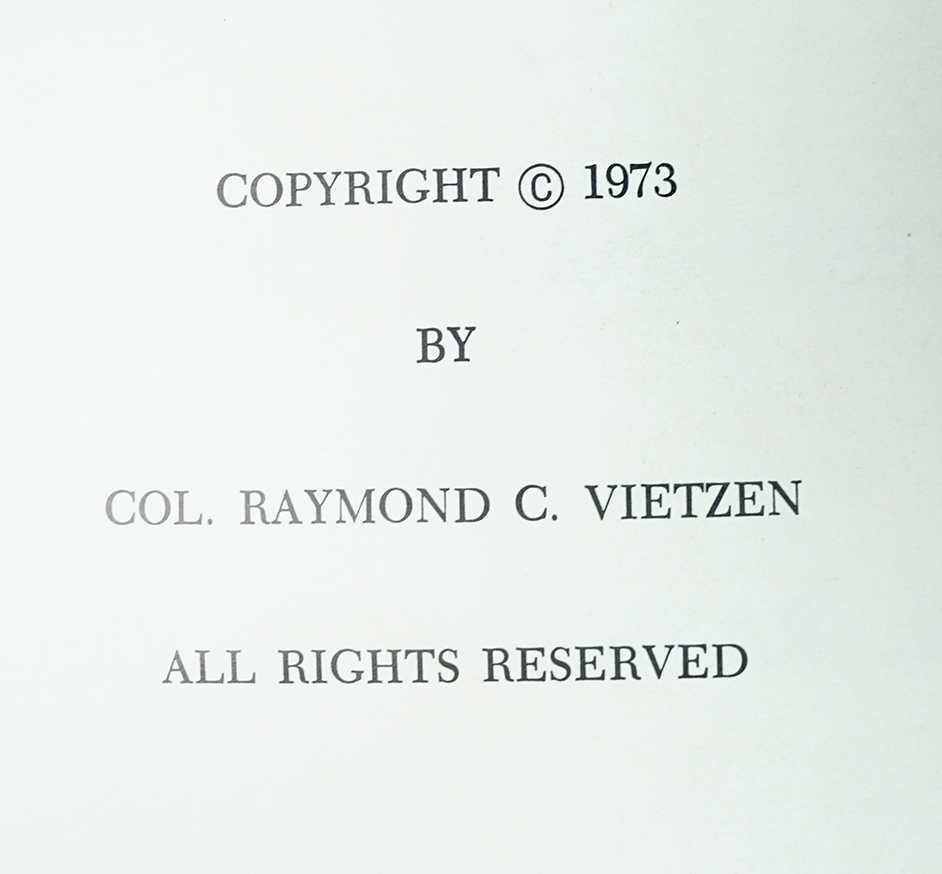 COPYRIGHT © 1973
BY
COL. RAYMOND C. VIETZEN
ALL RIGHTS RESERVED